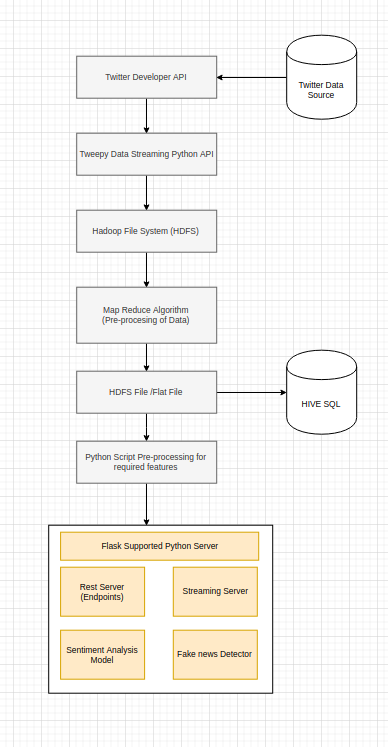 Twitter Developer API
Twitter Data
Source
Tweepy Data Streaming Python API
Hadoop File System (HDFS)
Map Reduce Algorithm
(Pre-procesing of Data)
HDFS File /Flat File
HIVE SQL
Python Script Pre-processing for
required features
Flask Supported Python Server
Rest Server
(Endpoints)
Streaming Server
Sentiment Analysis
Model
Fake news Detector